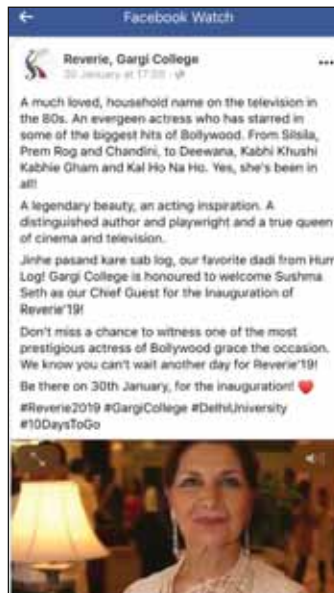 Facebook Watch
Reverie, Gargi College
30 January at 17:00
A much loved, household name on the television in
the 80s. An evergeen actress who has starred in
some of the biggest hits of Bollywood. From Silsila,
Prem Rog and Chandini, to Deewana, Kabhi Khushi
Kabhie Gham and Kal Ho Na Ho. Yes, she's been in
all!
A legendary beauty, an acting inspiration. A
distinguished author and playwright and a true queen
of cinema and television.
Jinhe pasand kare sab log, our favorite dadi from Hum
Log! Gargi College is honoured to welcome Sushma
Seth as our Chief Guest for the Inauguration of
Reverie'19!
Don't miss a chance to witness one of the most
prestigious actress of Bollywood grace the occasion.
We know you can't wait another day for Reverie'19!
Be there on 30th January, for the inauguration!
#Reverie2019 #GargiCollege #DelhiUniversity
#10DaysToGo